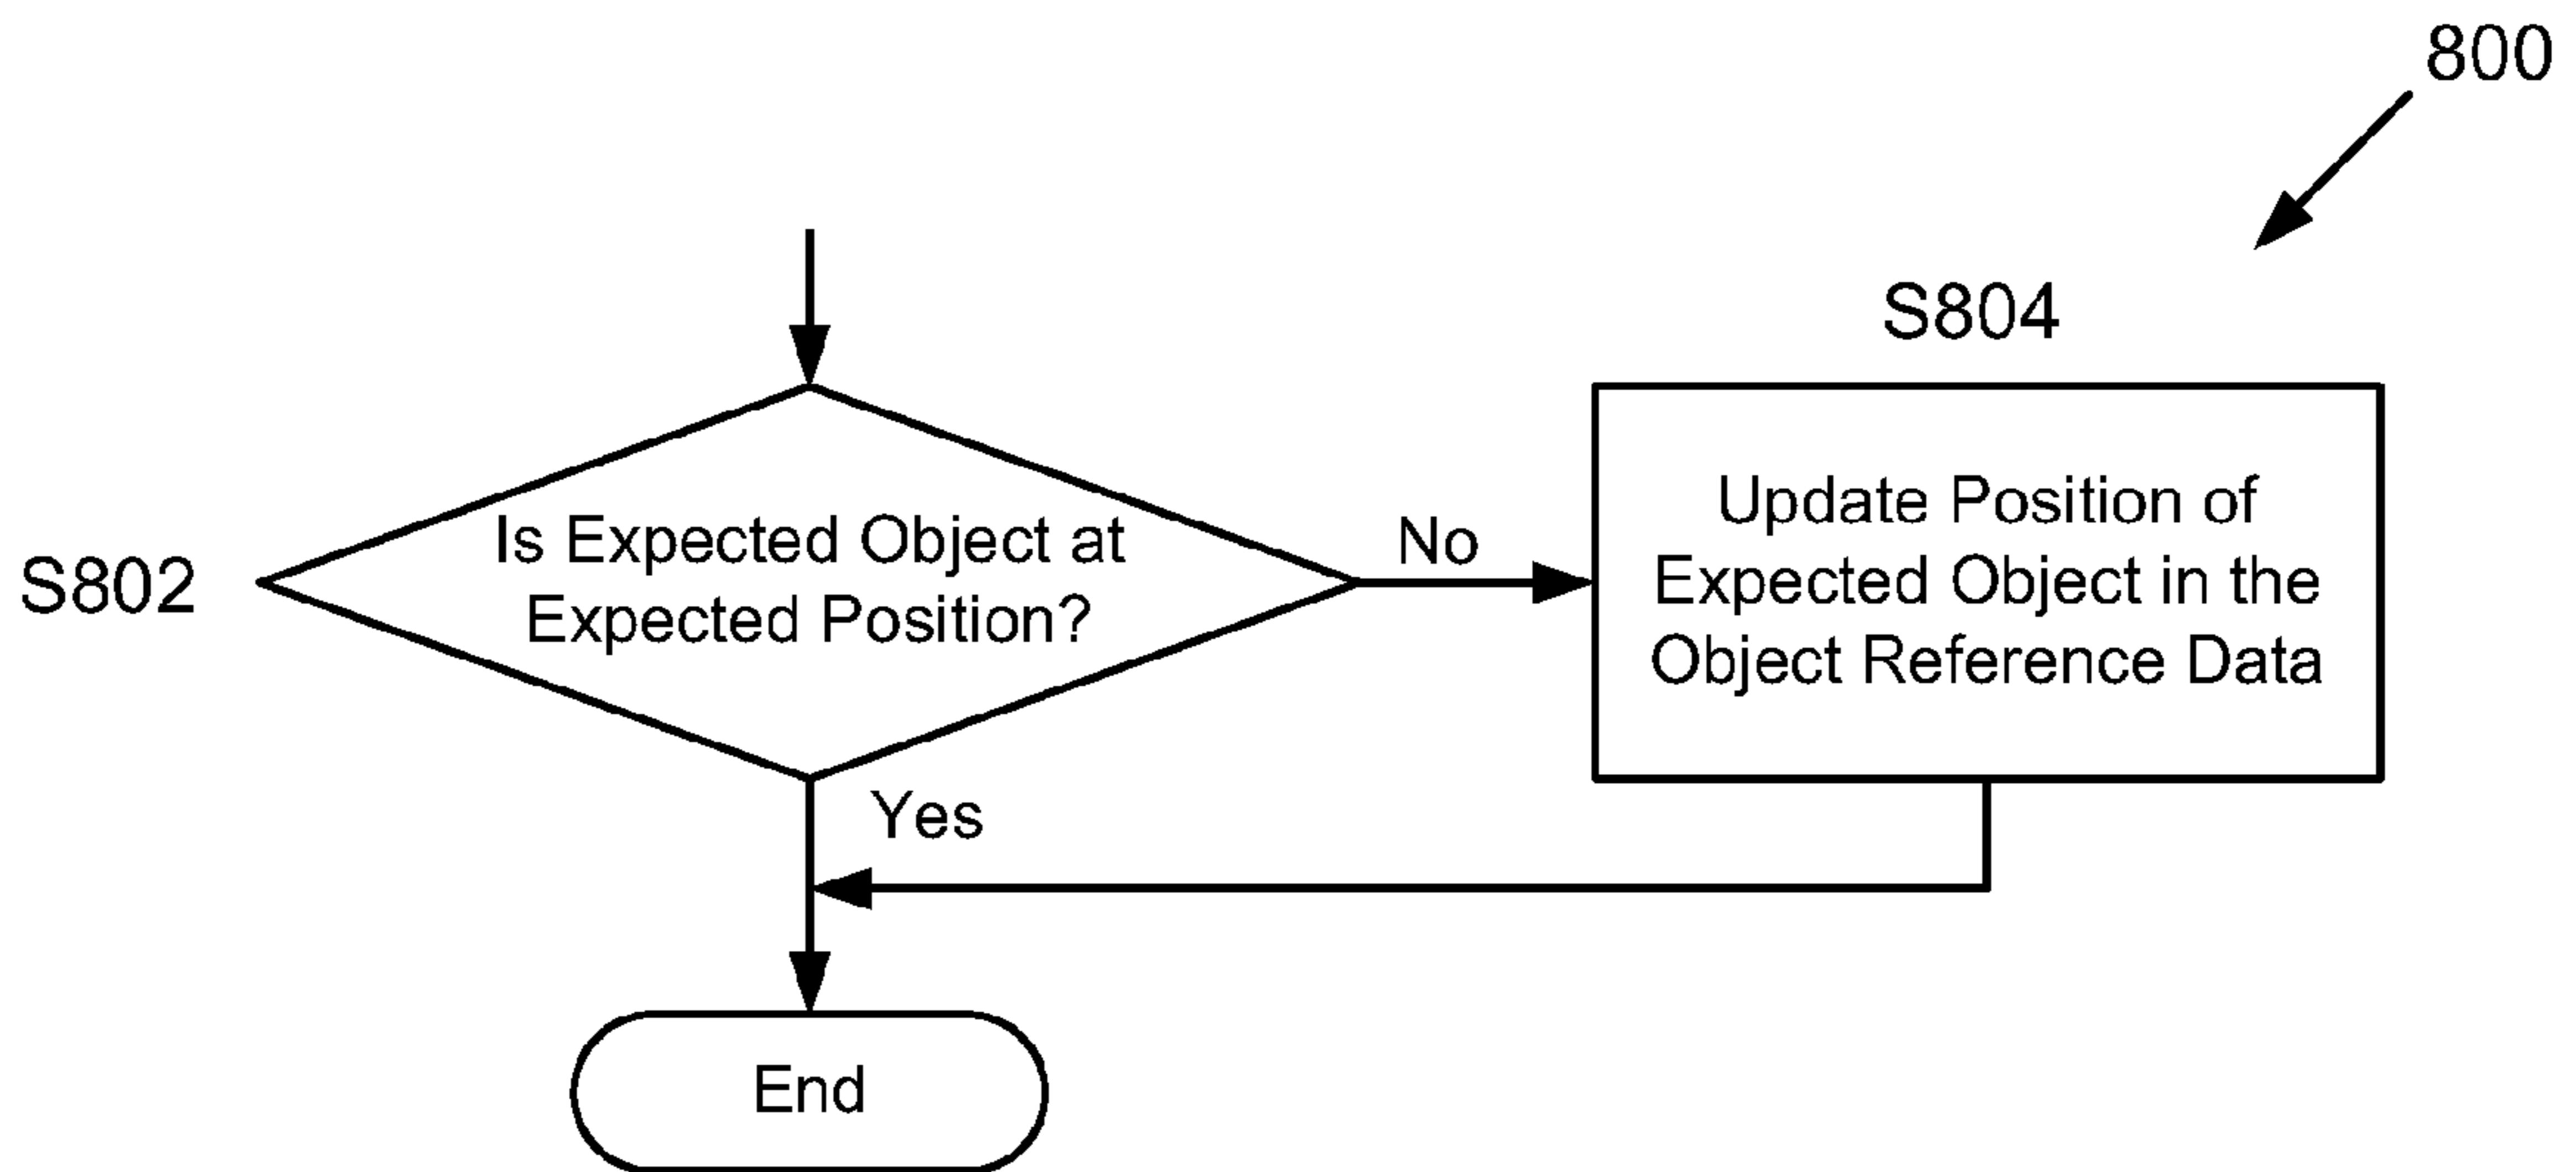 800
S804
S802
Is Expected Object at
Expected Position?
No
Update Position of
Expected Object in the
Object Reference Data
Yes
End